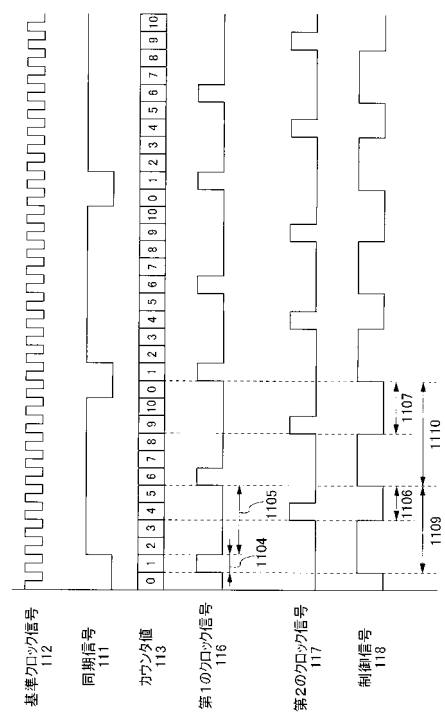 基準クロック信号
112
同期信号
111
カウンタ値
113
0 1 2 3 4 5 6 7 8 9 10 0 1 2 3 4 5 6 7 8 9 10 0 1 2 3 4 5 6 7 8 9 10
第1のクロック信号
116
1104
1105
第2のクロック信号
117
制御信号
118
1106
1107
1109
1110